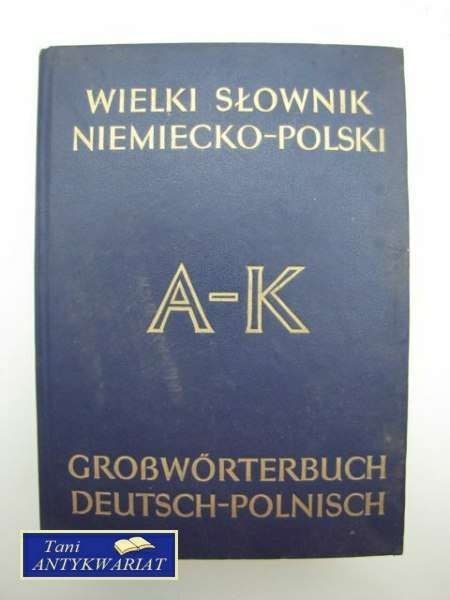 WIELKI SŁOWNIK
NIEMIECKO-POLSKI
A-K
GROßWÖRTERBUCH
DEUTSCH-POLNISCH
Tani
ANTYKWARIAT